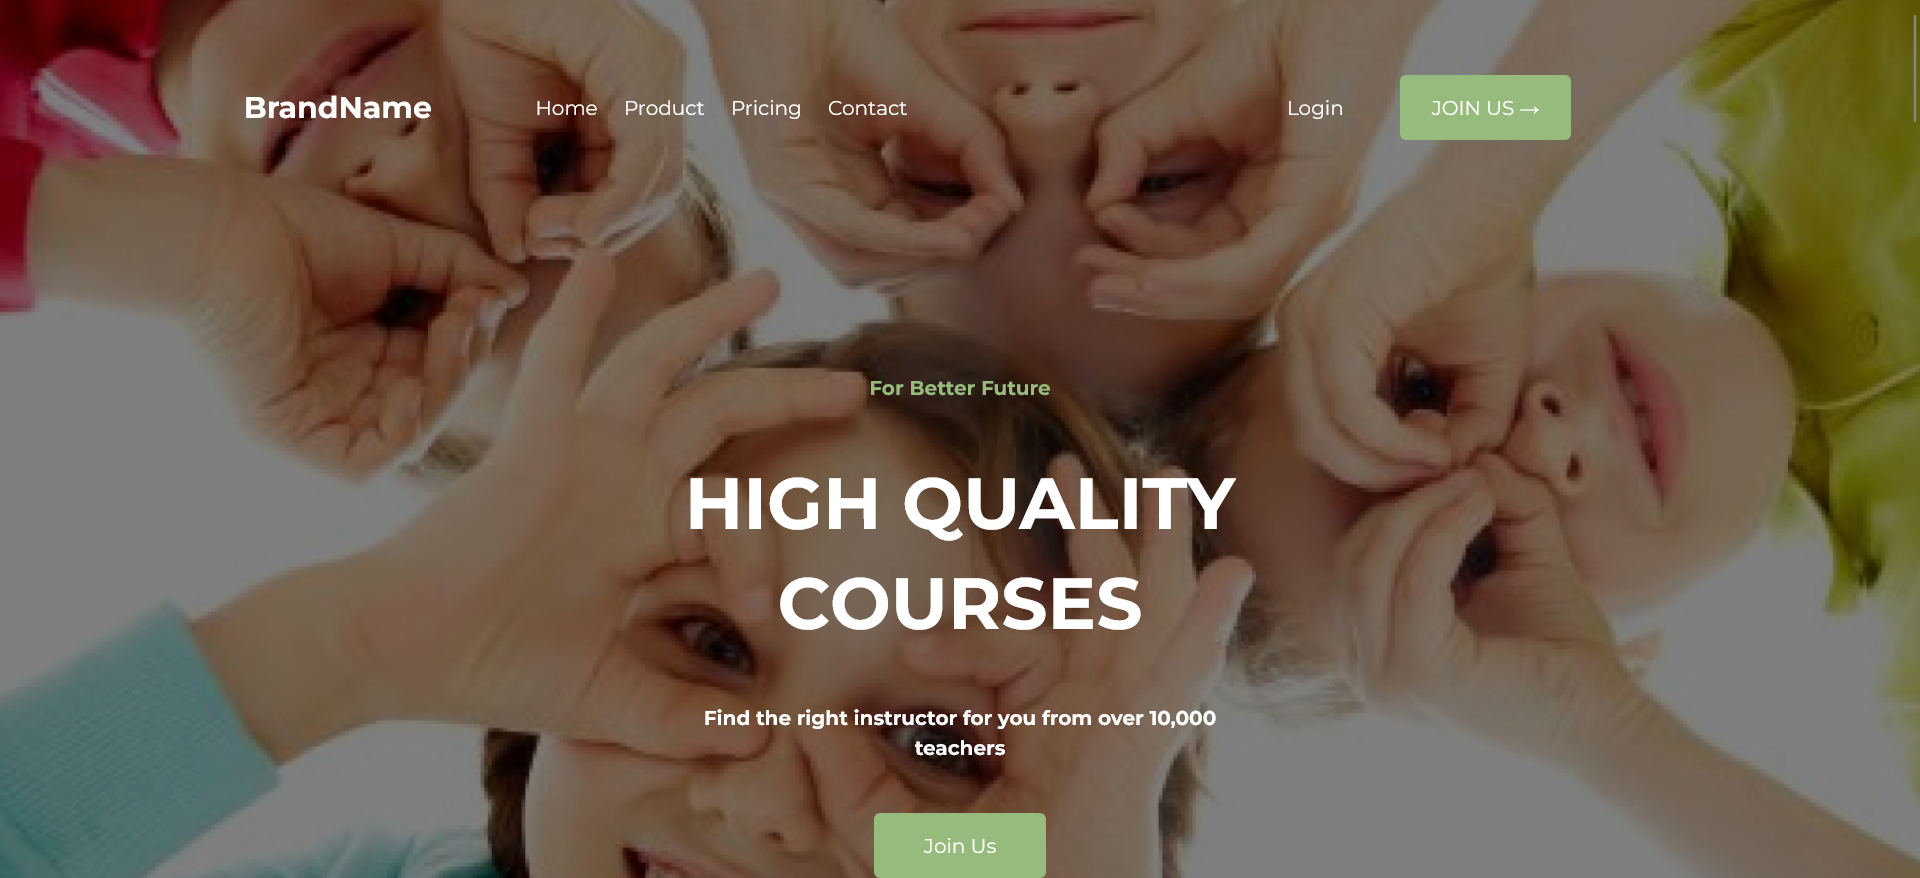 BrandName
Home Product Pricing Contact
Login
JOIN US →
For Better Future
HIGH QUALITY
COURSES
Find the right instructor for you from over 10,000
teachers
Join Us